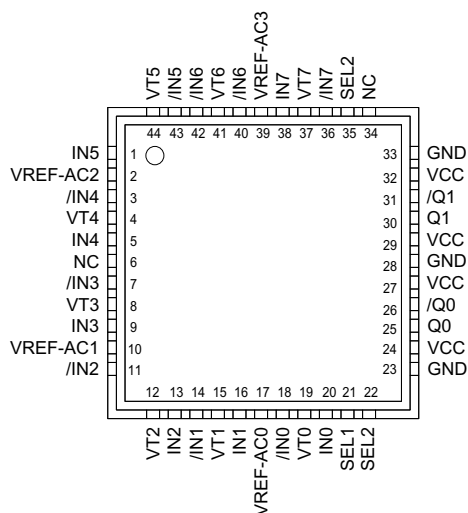 VT5
/IN5
/IN6
VT6
/IN6
VREF-AC3
IN7
VT7
/IN7
SEL2
NC
44 43 42 41 40 39 38 37 36 35 34
IN5 1
VREF-AC2 2
/IN4 3
VT4 4
IN4 5
NC 6
/IN3 7
VT3 8
IN3 9
VREF-AC1 10
/IN2 11
33 GND
32 VCC
31 /Q1
30 Q1
29 VCC
28 GND
27 VCC
26 /Q0
25 Q0
24 VCC
23 GND
12 13 14 15 16 17 18 19 20 21 22
VT2
IN2
/IN1
VT1
IN1
VREF-AC0
/IN0
VT0
IN0
SEL1
SEL2